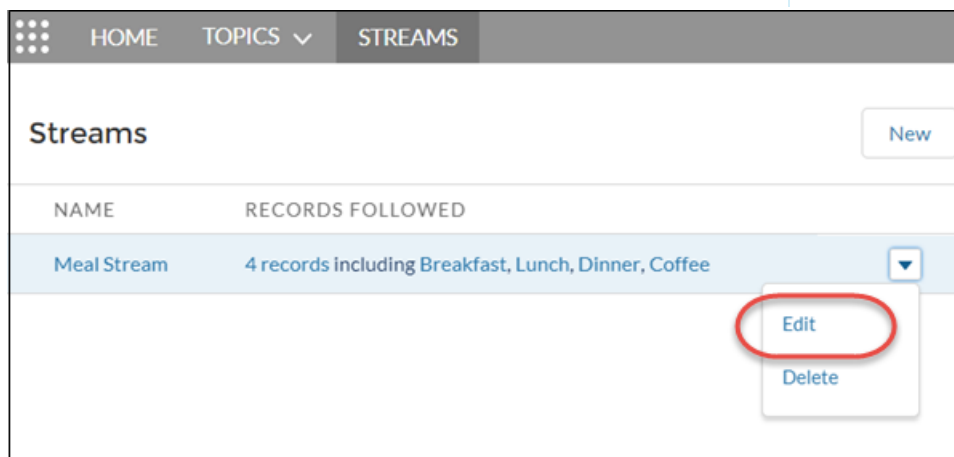 HOME TOPICS STREAMS
Streams
New
NAME RECORDS FOLLOWED
Meal Stream 4 records including Breakfast, Lunch, Dinner, Coffee
Edit
Delete